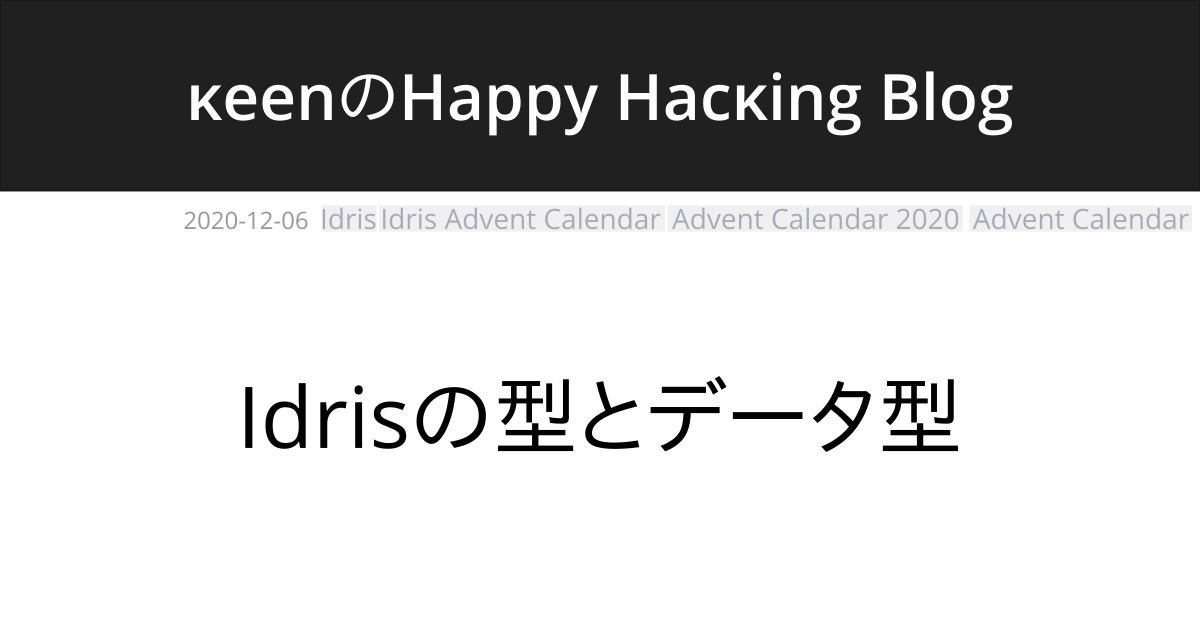 κeenのHappy Hacκing Blog
2020-12-06 Idris Idris Advent Calendar Advent Calendar 2020 Advent Calendar
Idrisの型とデータ型